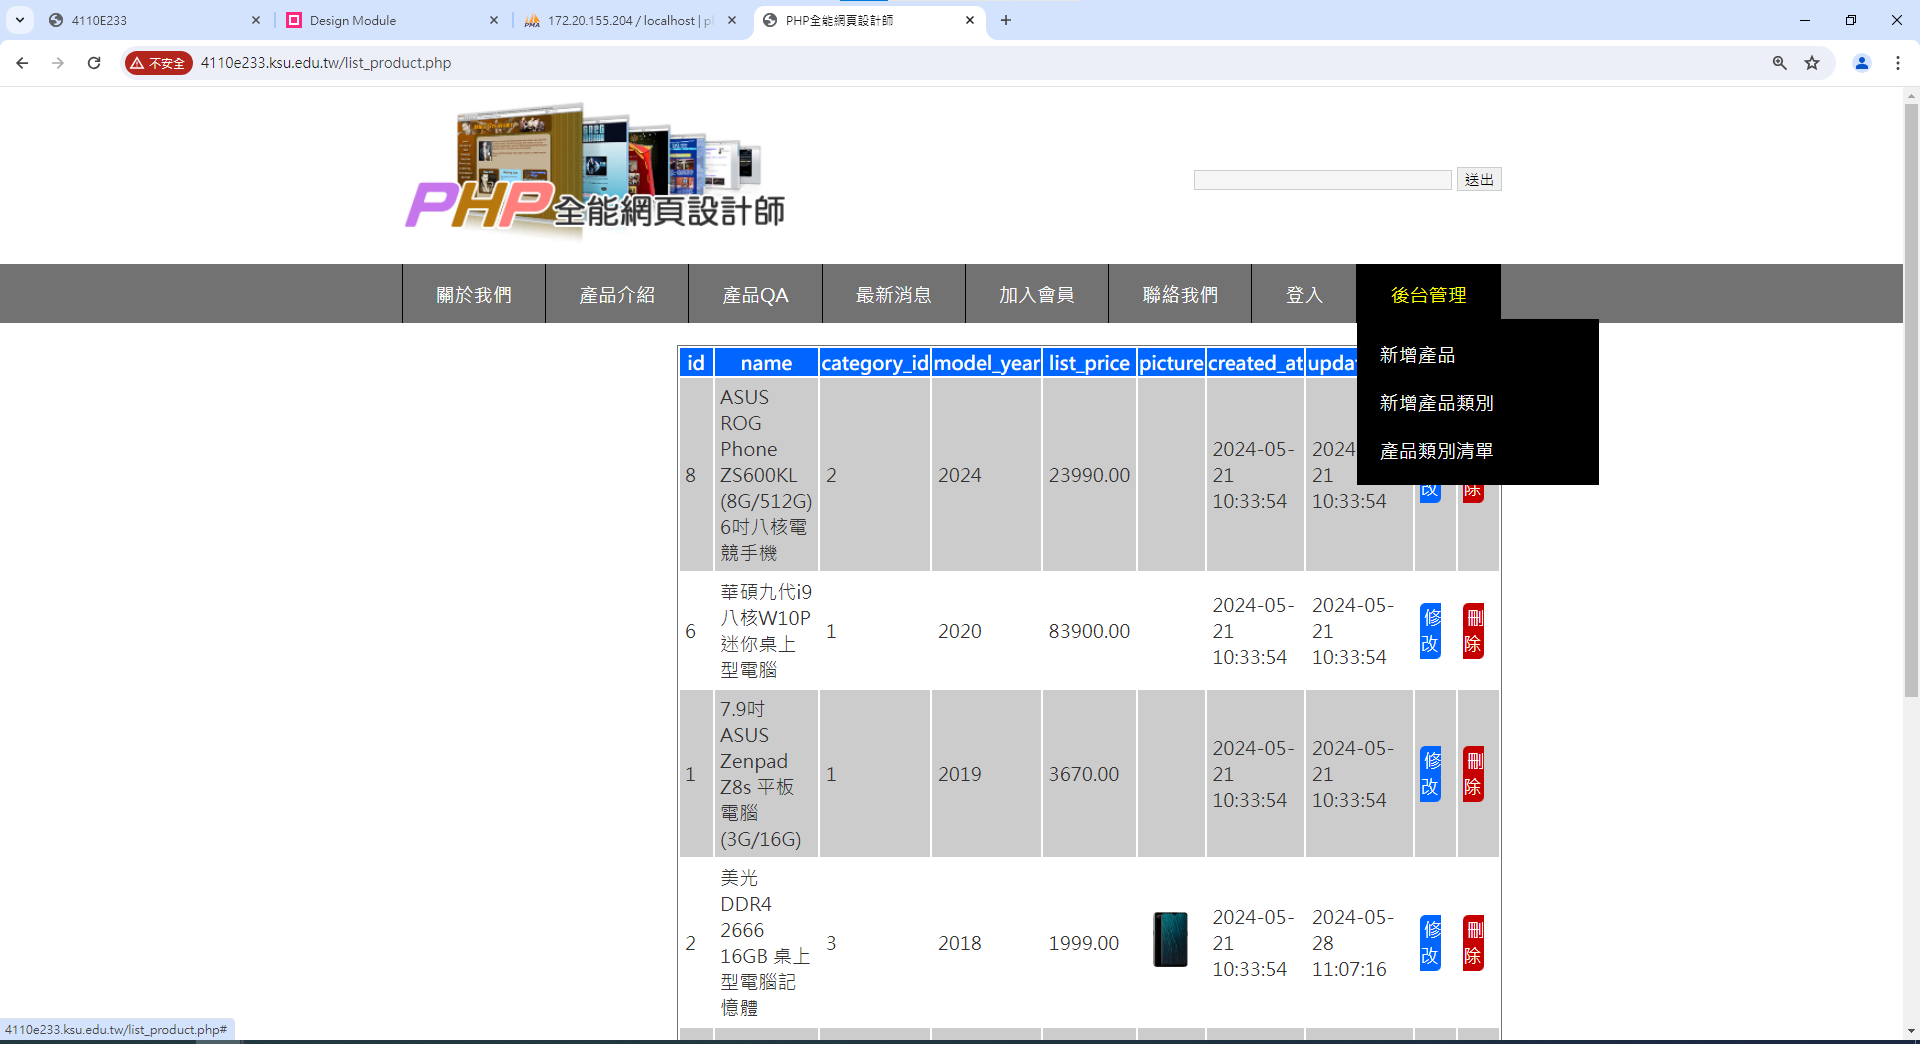 4110E233
Design Module
172.20.155.204 / localhost | pl
PHP全能網頁設計師
不安全
4110e233.ksu.edu.tw/list_product.php
PHP全能網頁設計師
送出
關於我們
產品介紹
產品QA
最新消息
加入會員
聯絡我們
登入
後台管理
新增產品
新增產品類別
產品類別清單
id name category_id model_year list_price picture created_at updat
8
ASUS
ROG
Phone
ZS600KL
(8G/512G)
6吋八核電
競手機
2
2024
23990.00
2024-05-
21
10:33:54
2024
21
10:33:54
改
除
6
華碩九代i9
八核W10P
迷你桌上
型電腦
1
2020
83900.00
2024-05-
21
10:33:54
2024-05-
21
10:33:54
修
改
刪
除
1
7.9吋
ASUS
Zenpad
Z8s 平板
電腦
(3G/16G)
1
2019
3670.00
2024-05-
21
10:33:54
2024-05-
21
10:33:54
修
改
刪
除
2
美光
DDR4
2666
16GB 桌上
型電腦記
憶體
3
2018
1999.00
2024-05-
21
10:33:54
2024-05-
28
11:07:16
修
改
刪
除
4110e233.ksu.edu.tw/list_product.php#